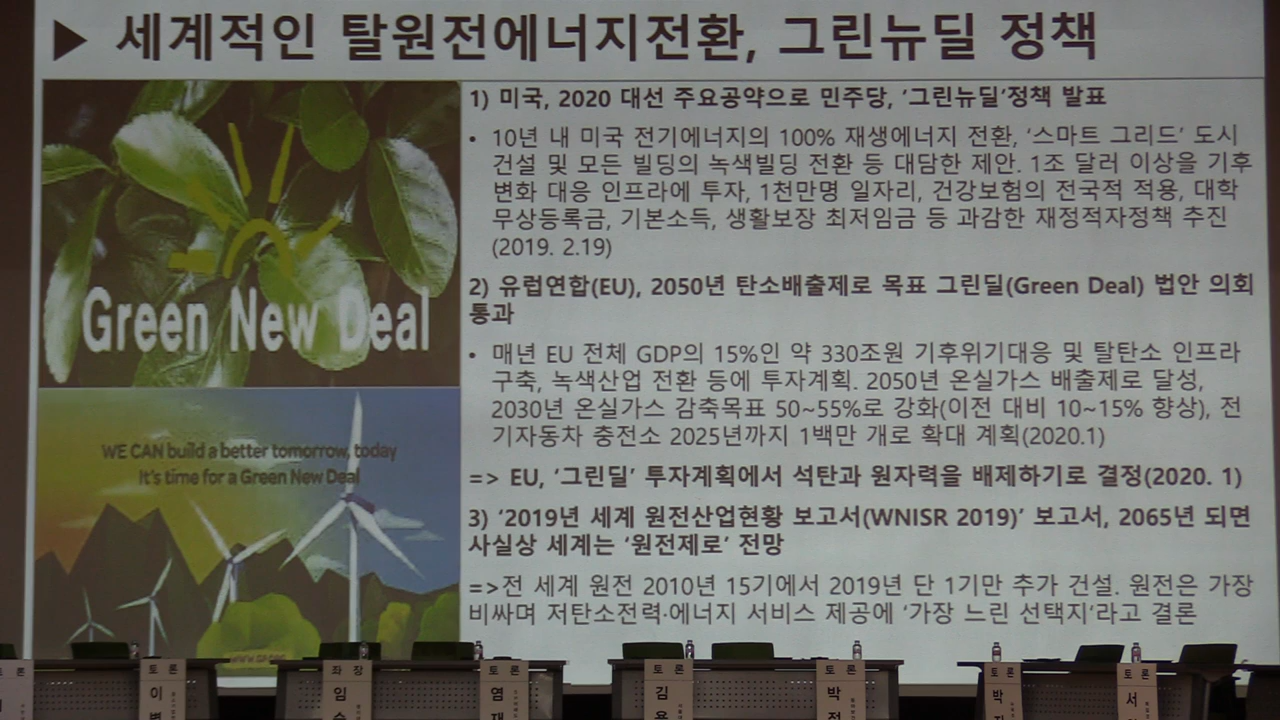 ▶ 세계적인 탈원전에너지전환, 그린뉴딜 정책
Green New Deal
WE CAN build a better tomorrow, today
It's time for a Green New Deal
1) 미국, 2020 대선 주요공약으로 민주당, '그린뉴딜'정책 발표
• 10년 내 미국 전기에너지의 100% 재생에너지 전환, '스마트 그리드' 도시
건설 및 모든 빌딩의 녹색빌딩 전환 등 대담한 제안. 1조 달러 이상을 기후
변화 대응 인프라에 투자, 1천만명 일자리, 건강보험의 전국적 적용, 대학
무상등록금, 기본소득, 생활보장 최저임금 등 과감한 재정적자정책 추진
(2019. 2.19)
2) 유럽연합(EU), 2050년 탄소배출제로 목표 그린딜(Green Deal) 법안 의회
통과
• 매년 EU 전체 GDP의 15%인 약 330조원 기후위기대응 및 탈탄소 인프라
구축, 녹색산업 전환 등에 투자계획. 2050년 온실가스 배출제로 달성,
2030년 온실가스 감축목표 50~55%로 강화(이전 대비 10~15% 향상), 전
기자동차 충전소 2025년까지 1백만 개로 확대 계획(2020.1)
=> EU, '그린딜' 투자계획에서 석탄과 원자력을 배제하기로 결정(2020. 1)
3) '2019년 세계 원전산업현황 보고서(WNISR 2019)' 보고서, 2065년 되면
사실상 세계는 '원전제로' 전망
=>전 세계 원전 2010년 15기에서 2019년 단 1기만 추가 건설. 원전은 가장
비싸며 저탄소전력·에너지 서비스 제공에 '가장 느린 선택지'라고 결론
토 론
이
좌 장
임
토 론
염
토 론
김
토 론
박
토 론
박
토 론
서